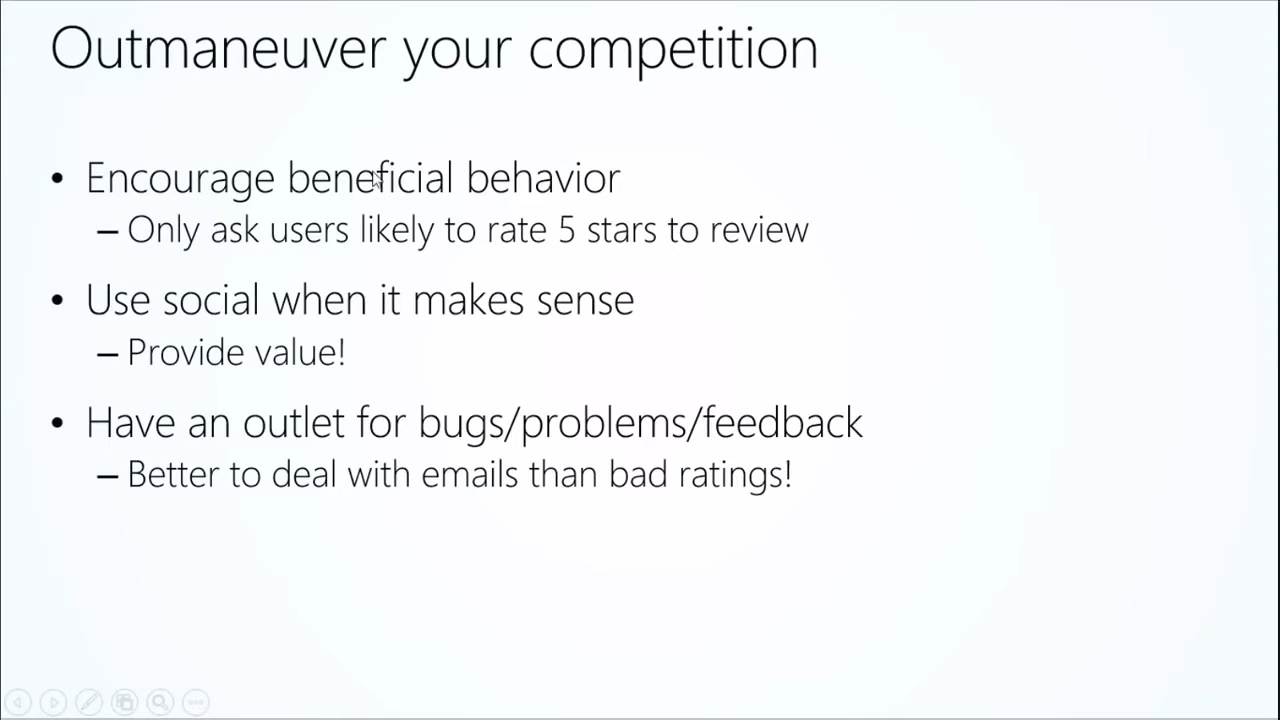 Outmaneuver your competition
• Encourage beneficial behavior
– Only ask users likely to rate 5 stars to review
• Use social when it makes sense
– Provide value!
• Have an outlet for bugs/problems/feedback
– Better to deal with emails than bad ratings!